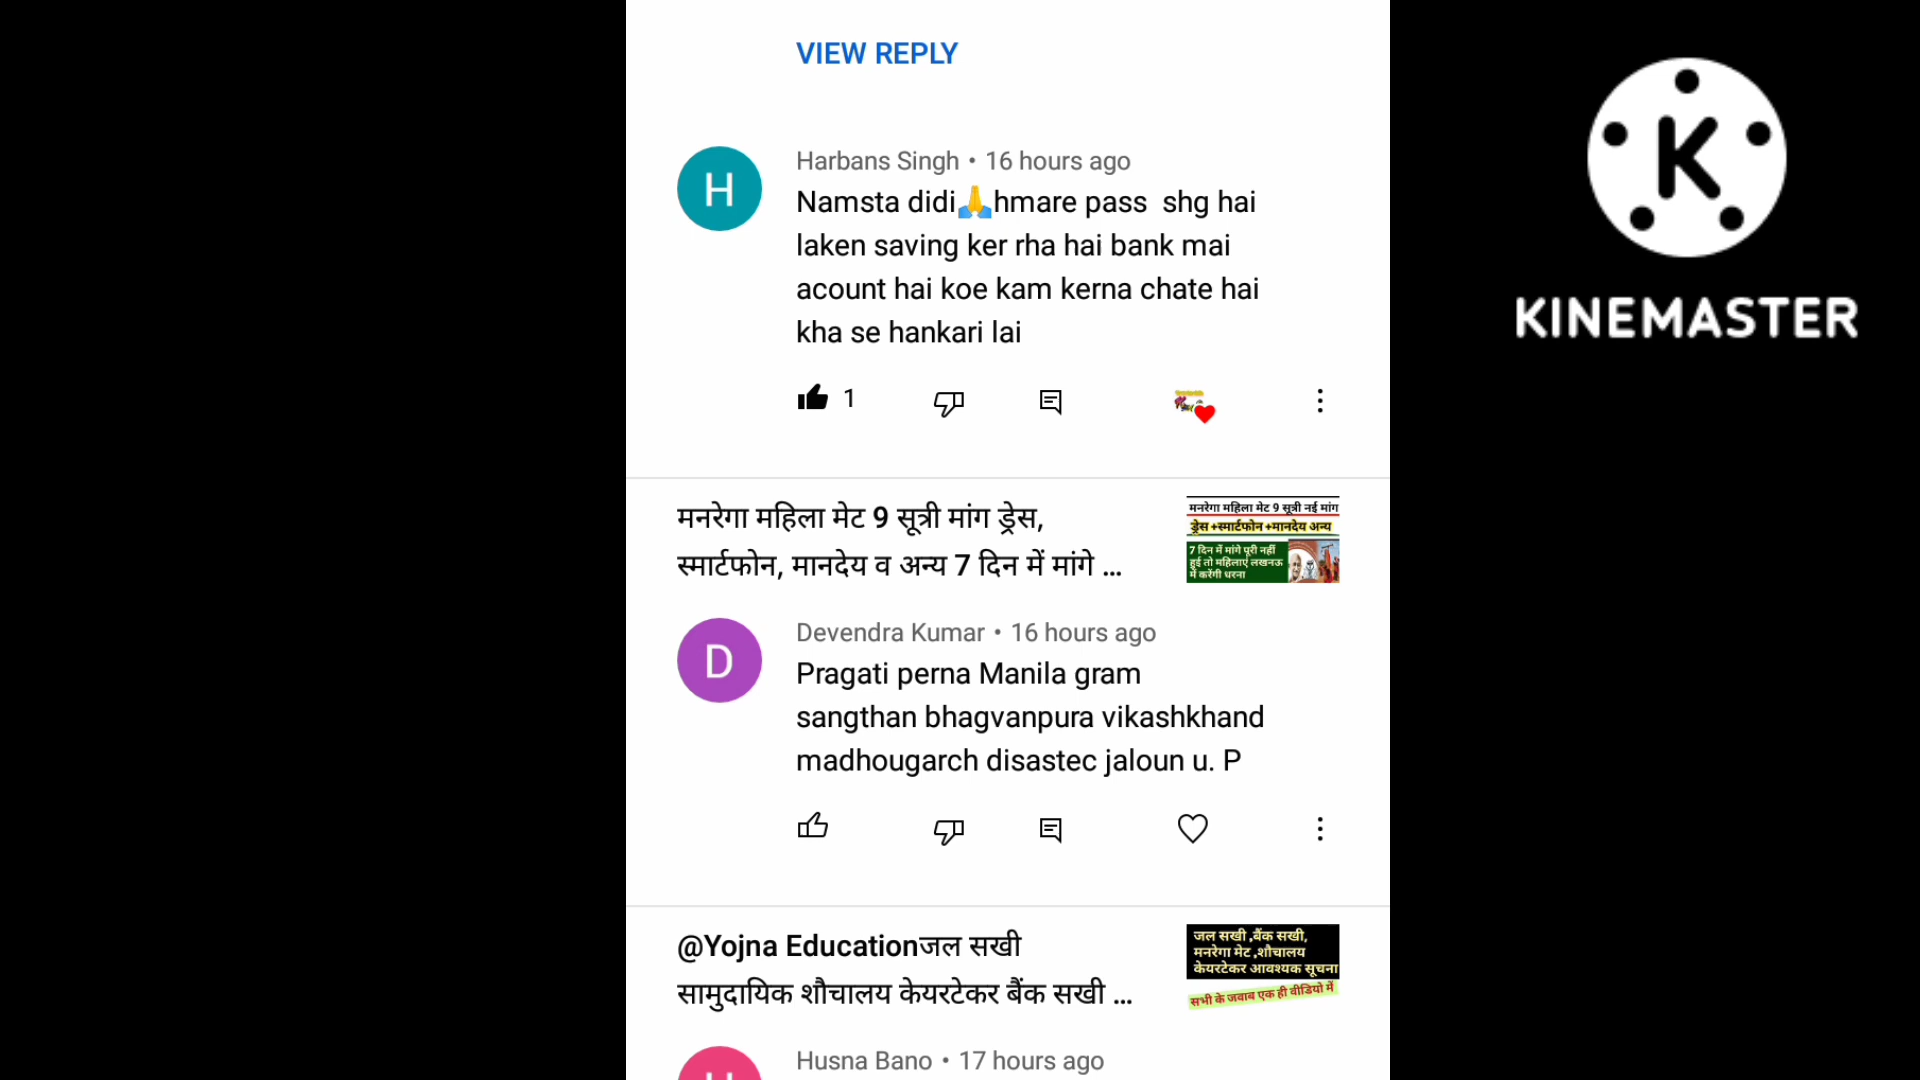 VIEW REPLY
K
KINEMASTER
H
Harbans Singh • 16 hours ago
Namsta didi🙏hmare pass shg hai
laken saving ker rha hai bank mai
acount hai koe kam kerna chate hai
kha se hankari lai
1
मनरेगा महिला मेट 9 सूत्री मांग ड्रेस,
स्मार्टफोन, मानदेय व अन्य 7 दिन में मांगे ...
मनरेगा महिला मेट 9 सूत्री नई मांग
ड्रेस +स्मार्टफोन +मानदेय अन्य
7 दिन में मांगे पूरी नहीं
हुई तो महिलाएं लखनऊ
में करेंगी धरना
D
Devendra Kumar • 16 hours ago
Pragati perna Manila gram
sangthan bhagvanpura vikashkhand
madhougarch disastec jaloun u. P
@Yojna Educationजल सखी
सामुदायिक शौचालय केयरटेकर बैंक सखी ...
जल सखी ,बैंक सखी,
मनरेगा मेट ,शौचालय
केयरटेकर आवश्यक सूचना
सभी के जवाब एक ही वीडियो में
H
Husna Bano • 17 hours ago